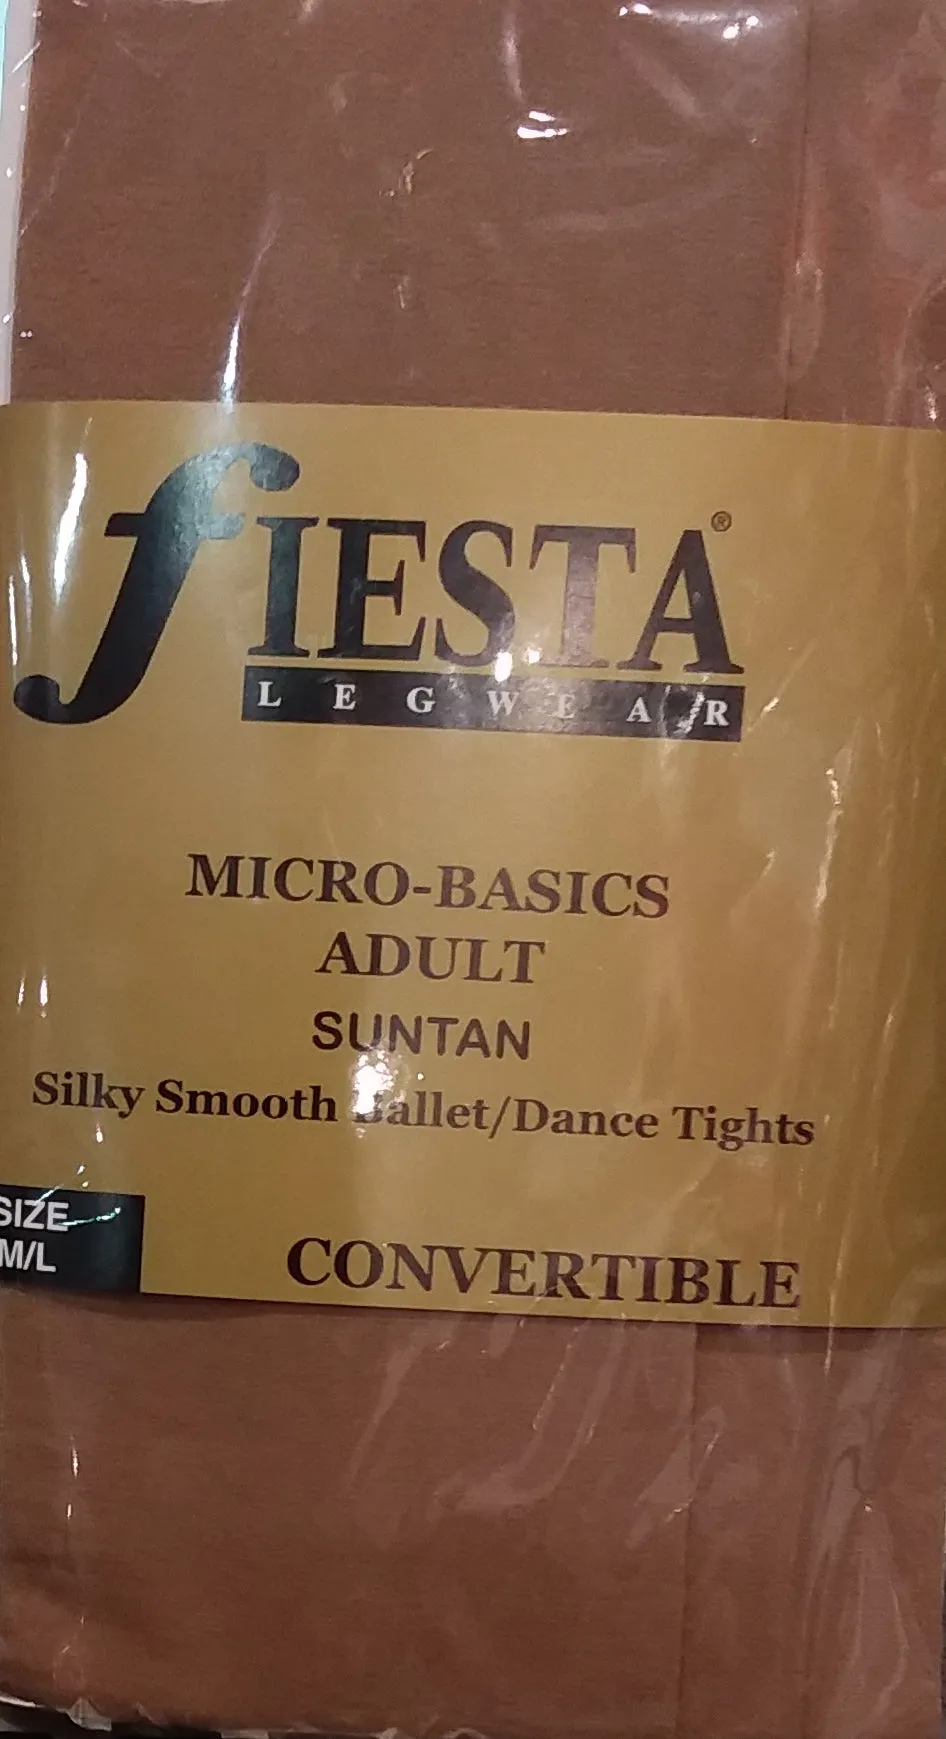 fIESTA®
LEGWEAR
MICRO-BASICS
ADULT
SUNTAN
Silky Smooth Ballet/Dance Tights
SIZE
M/L
CONVERTIBLE